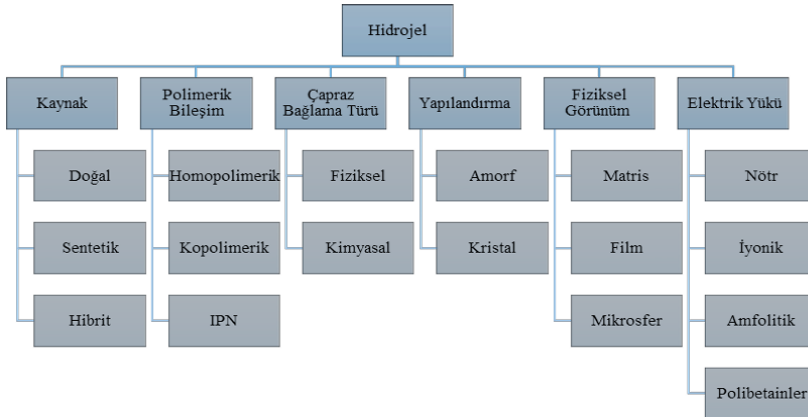 Hidrojel
Kaynak
Doğal
Sentetik
Hibrit
Polimerik
Bileşim
Homopolimerik
Kopolimerik
IPN
Çapraz
Bağlama Türü
Fiziksel
Kimyasal
Yapılandırma
Amorf
Kristal
Fiziksel
Görünüm
Matris
Film
Mikrosfer
Elektrik Yükü
Nötr
İyonik
Amfolitik
Polibetainler